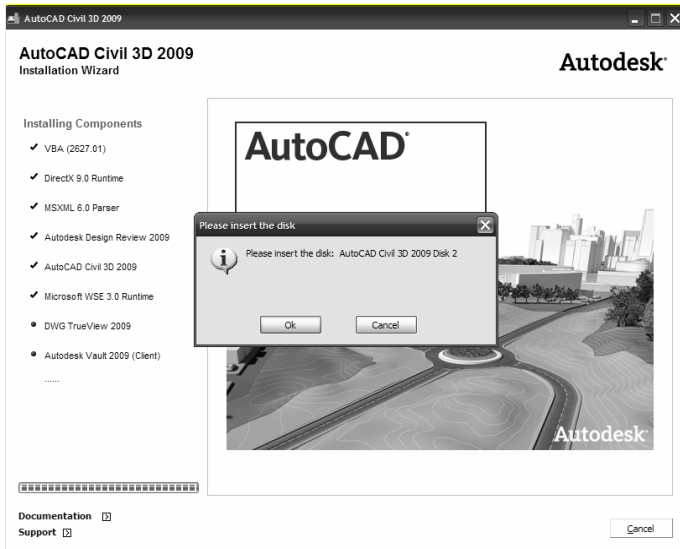 AutoCAD Civil 3D 2009
AutoCAD Civil 3D 2009
Installation Wizard
Autodesk
Installing Components
VBA (2627.01)
DirectX 9.0 Runtime
MSXML 6.0 Parser
Autodesk Design Review 2009
AutoCAD Civil 3D 2009
Microsoft WSE 3.0 Runtime
DWG TrueView 2009
Autodesk Vault 2009 (Client)
......
AutoCAD®
Please insert the disk
Please insert the disk: AutoCAD Civil 3D 2009 Disk 2
Ok
Cancel
Autodesk
Documentation
Support
Cancel